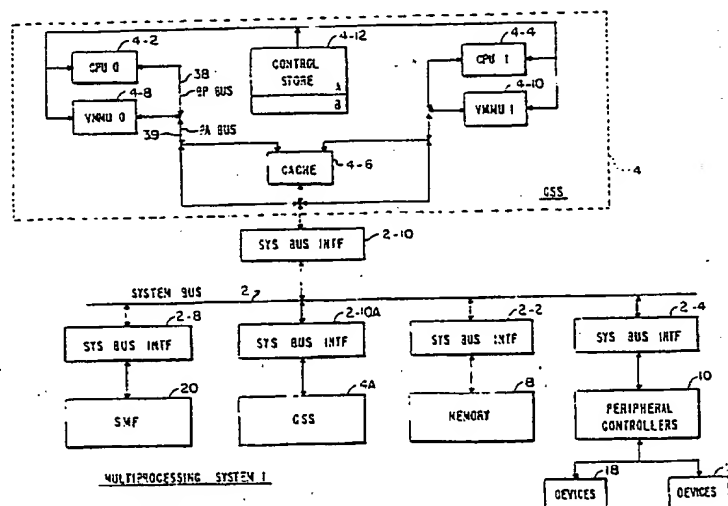 4-2
4-12
4-4
CPU 0
38
CONTROL
STORE
A
B
CPU 1
BP BUS
4-8
4-10
VMMU 0
VMMU 1
PA BUS
39
CACHE
4-6
CSS
4
SYS BUS INTF
2-10
SYSTEM BUS
2
2-8
2-10A
2-2
2-4
SYS BUS INTF
SYS BUS INTF
SYS BUS INTF
SYS BUS INTF
20
4A
8
10
SMF
CSS
MEMORY
PERIPHERAL
CONTROLLERS
MULTIPROCESSING SYSTEM 1
18
DEVICES
DEVICES